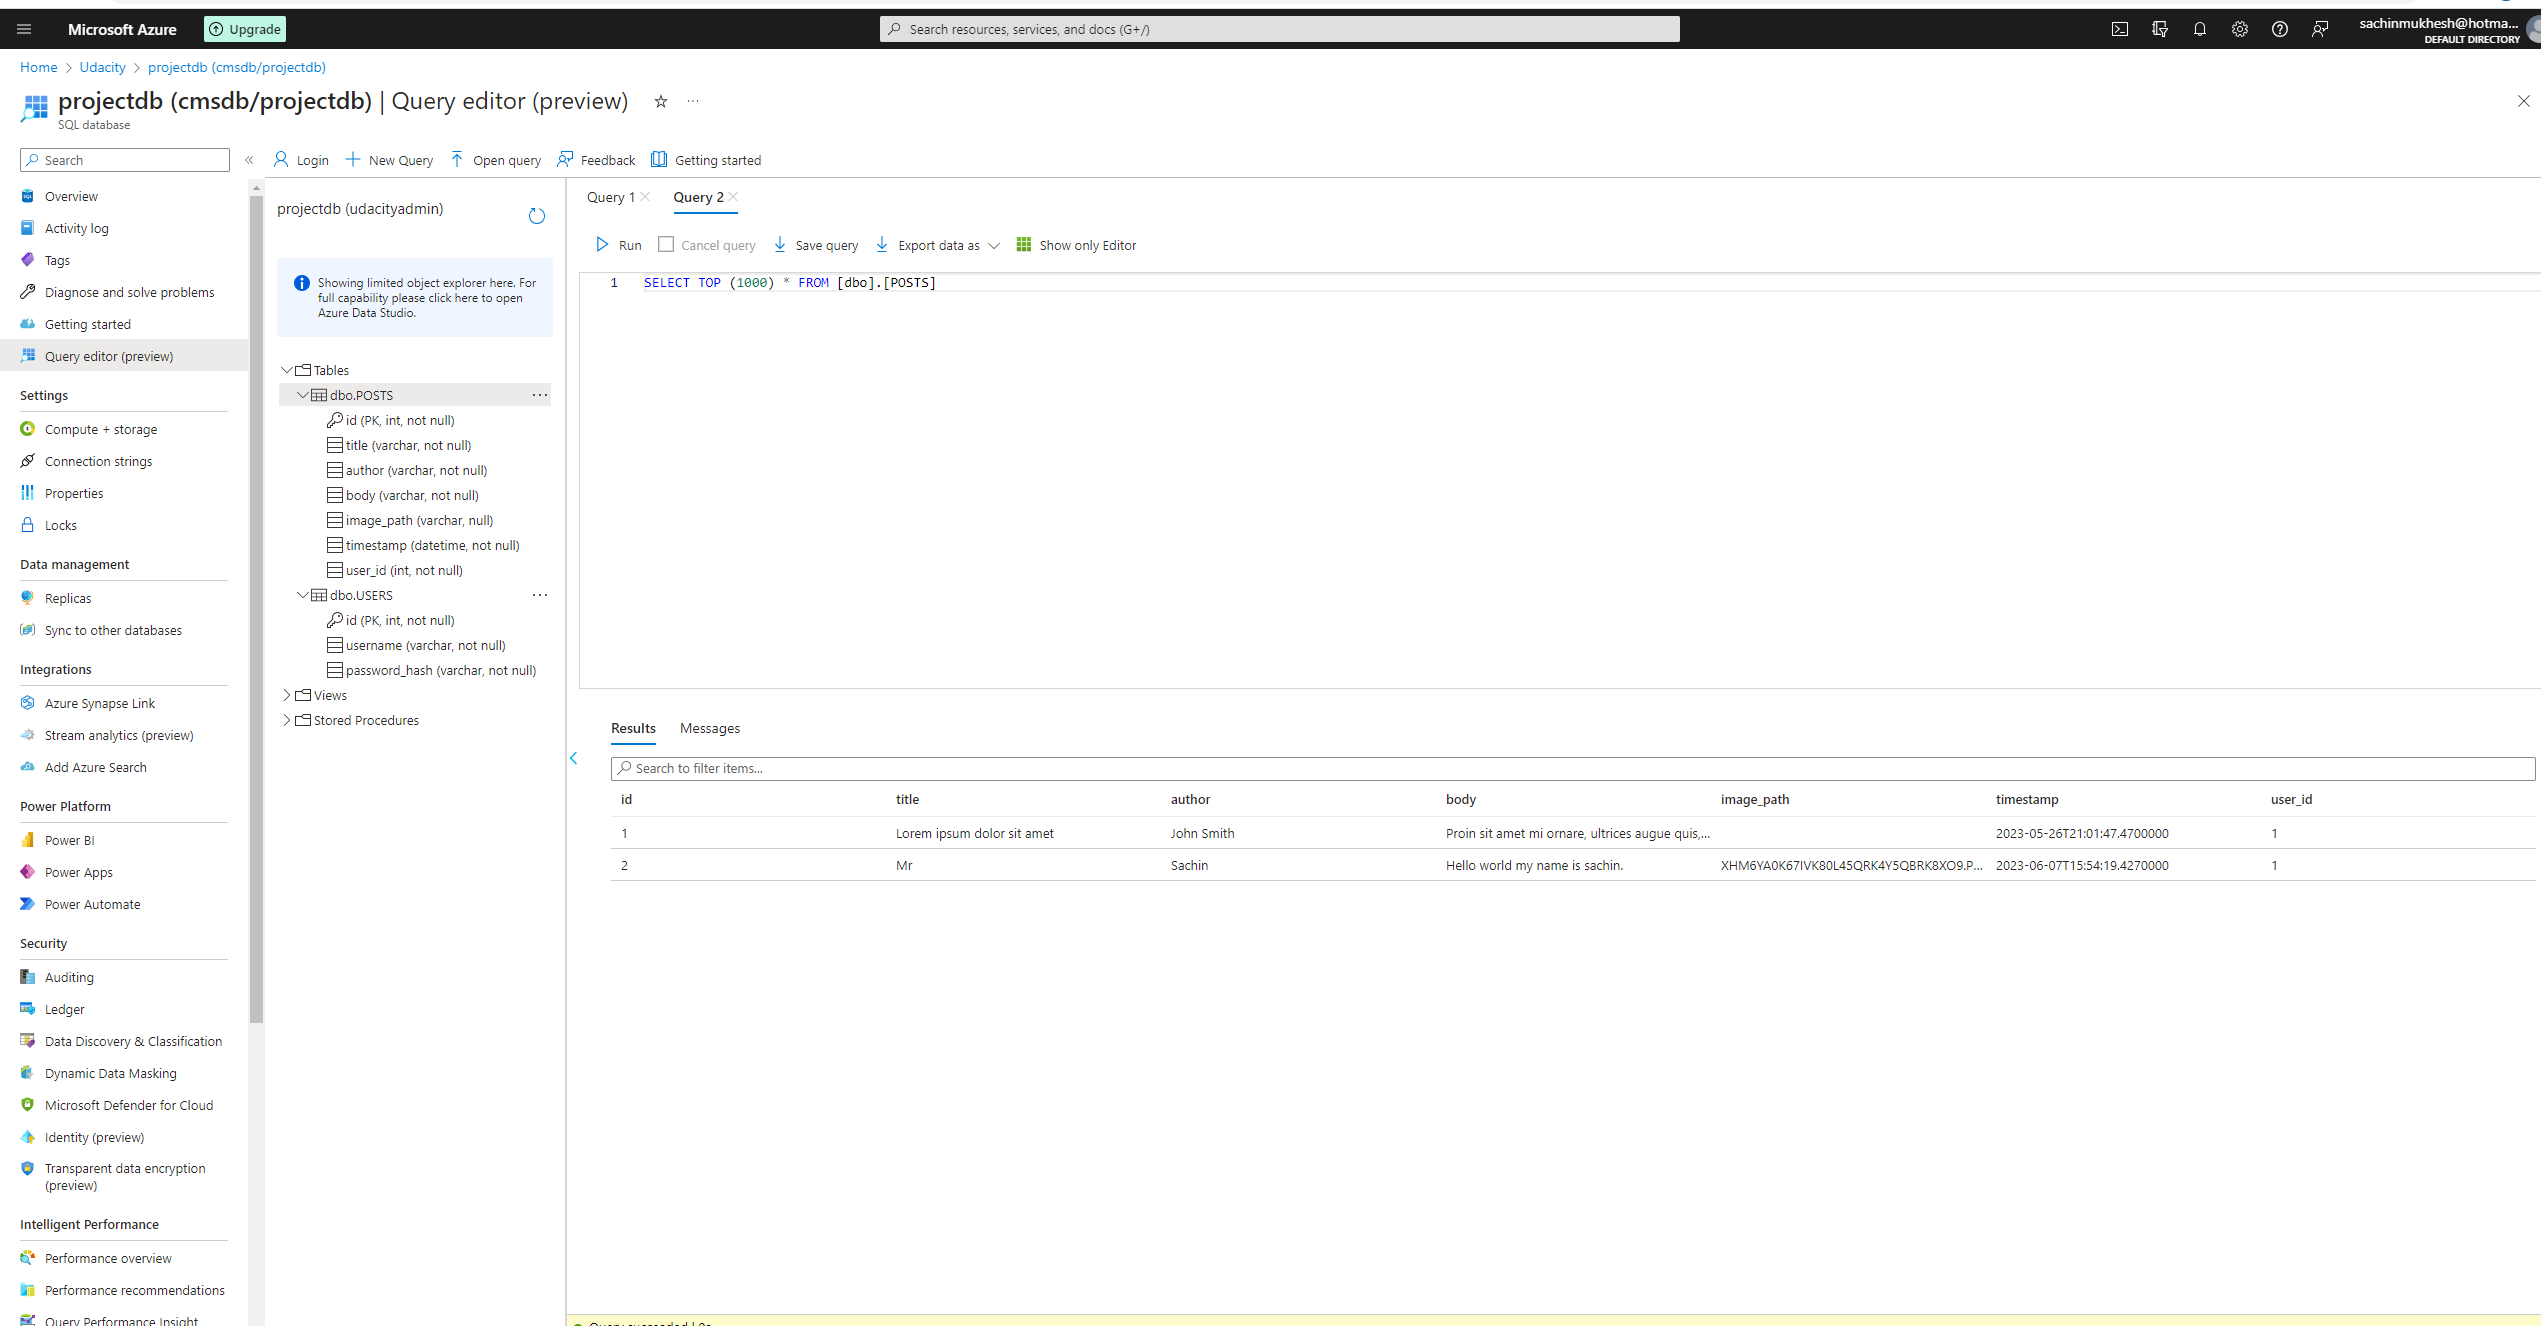 Microsoft Azure
Upgrade
Search resources, services, and docs (G+/)
sachinmukhesh@hotma...
DEFAULT DIRECTORY
Home > Udacity > projectdb (cmsdb/projectdb)
projectdb (cmsdb/projectdb) | Query editor (preview)
SQL database
Search
Login
New Query
Open query
Feedback
Getting started
Overview
Activity log
Tags
Diagnose and solve problems
Getting started
Query editor (preview)
Settings
Compute + storage
Connection strings
Properties
Locks
Data management
Replicas
Sync to other databases
Integrations
Azure Synapse Link
Stream analytics (preview)
Add Azure Search
Power Platform
Power BI
Power Apps
Power Automate
Security
Auditing
Ledger
Data Discovery & Classification
Dynamic Data Masking
Microsoft Defender for Cloud
Identity (preview)
Transparent data encryption
(preview)
Intelligent Performance
Performance overview
Performance recommendations
Query Performance Insight
projectdb (udacityadmin)
Showing limited object explorer here. For
full capability please click here to open
Azure Data Studio.
Tables
dbo.POSTS
id (PK, int, not null)
title (varchar, not null)
author (varchar, not null)
body (varchar, not null)
image_path (varchar, null)
timestamp (datetime, not null)
user_id (int, not null)
dbo.USERS
id (PK, int, not null)
username (varchar, not null)
password_hash (varchar, not null)
Views
Stored Procedures
Query 1
Query 2
Run
Cancel query
Save query
Export data as
Show only Editor
1 SELECT TOP (1000) * FROM [dbo].[POSTS]
Results
Messages
Search to filter items...
id title author body image_path timestamp user_id
1 Lorem ipsum dolor sit amet John Smith Proin sit amet mi ornare, ultrices augue quis,... 2023-05-26T21:01:47.4700000 1
2 Mr Sachin Hello world my name is sachin. XHM6YA0K67IVK80L45QRK4Y5QBRK8XO9.P... 2023-06-07T15:54:19.4270000 1
Query succeeded | 0s